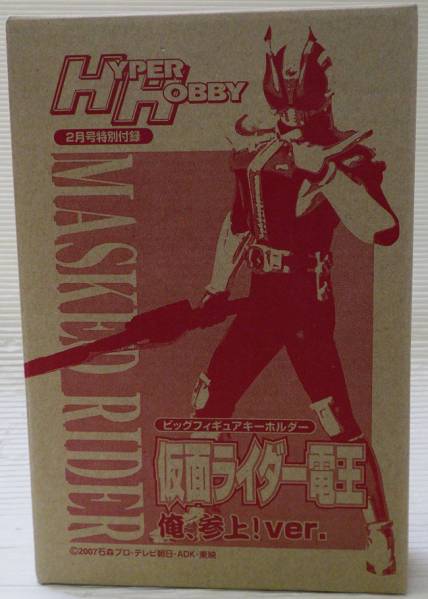 HYPER
HOBBY
2月号特別付録
MASKED RIDER
ビッグフィギュアキーホルダー
仮面ライダー電王
俺、参上!ver.
©2007石森プロ・テレビ朝日・ADK・東映